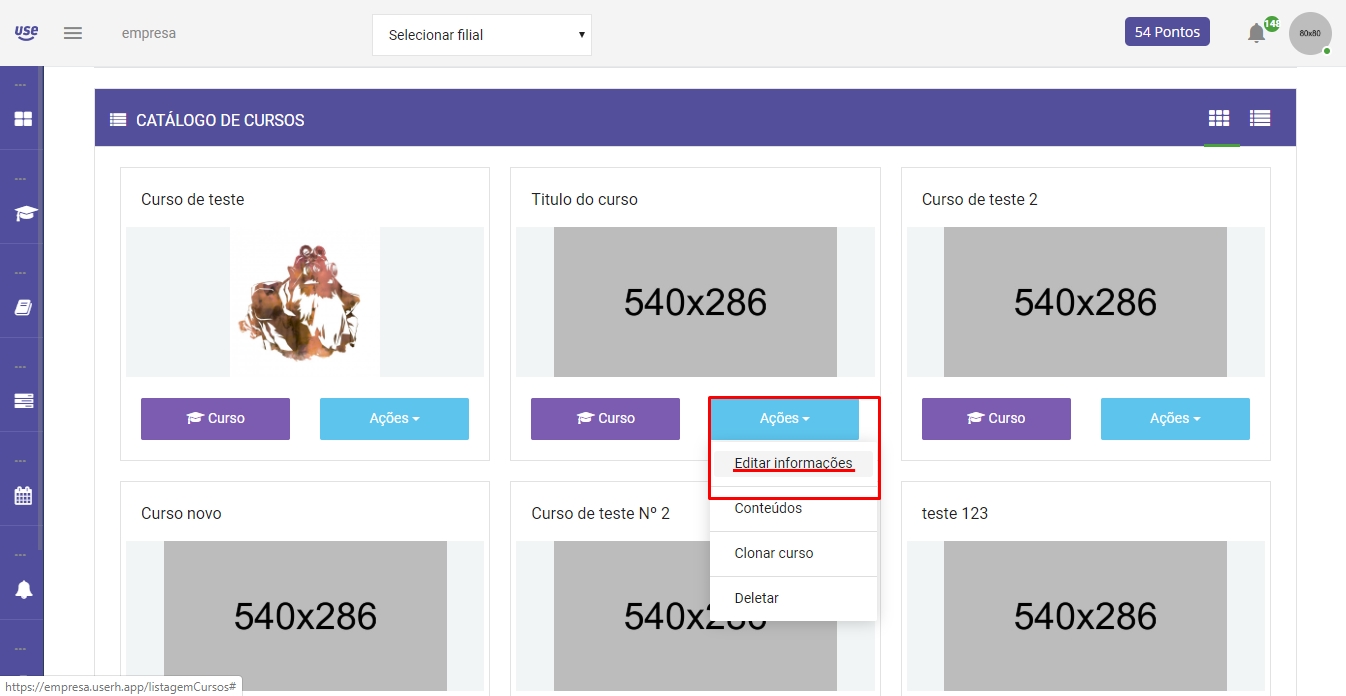 use
empresa
Selecionar filial
54 Pontos
148
80x80
CATÁLOGO DE CURSOS
Curso de teste
Titulo do curso
Curso de teste 2
540x286
540x286
Curso
Ações
Curso
Ações
Curso
Ações
Editar informações
Conteúdos
Clonar curso
Deletar
Curso novo
Curso de teste Nº 2
teste 123
540x286
540x286
540x286
https://empresa.userh.app/listagemCursos#